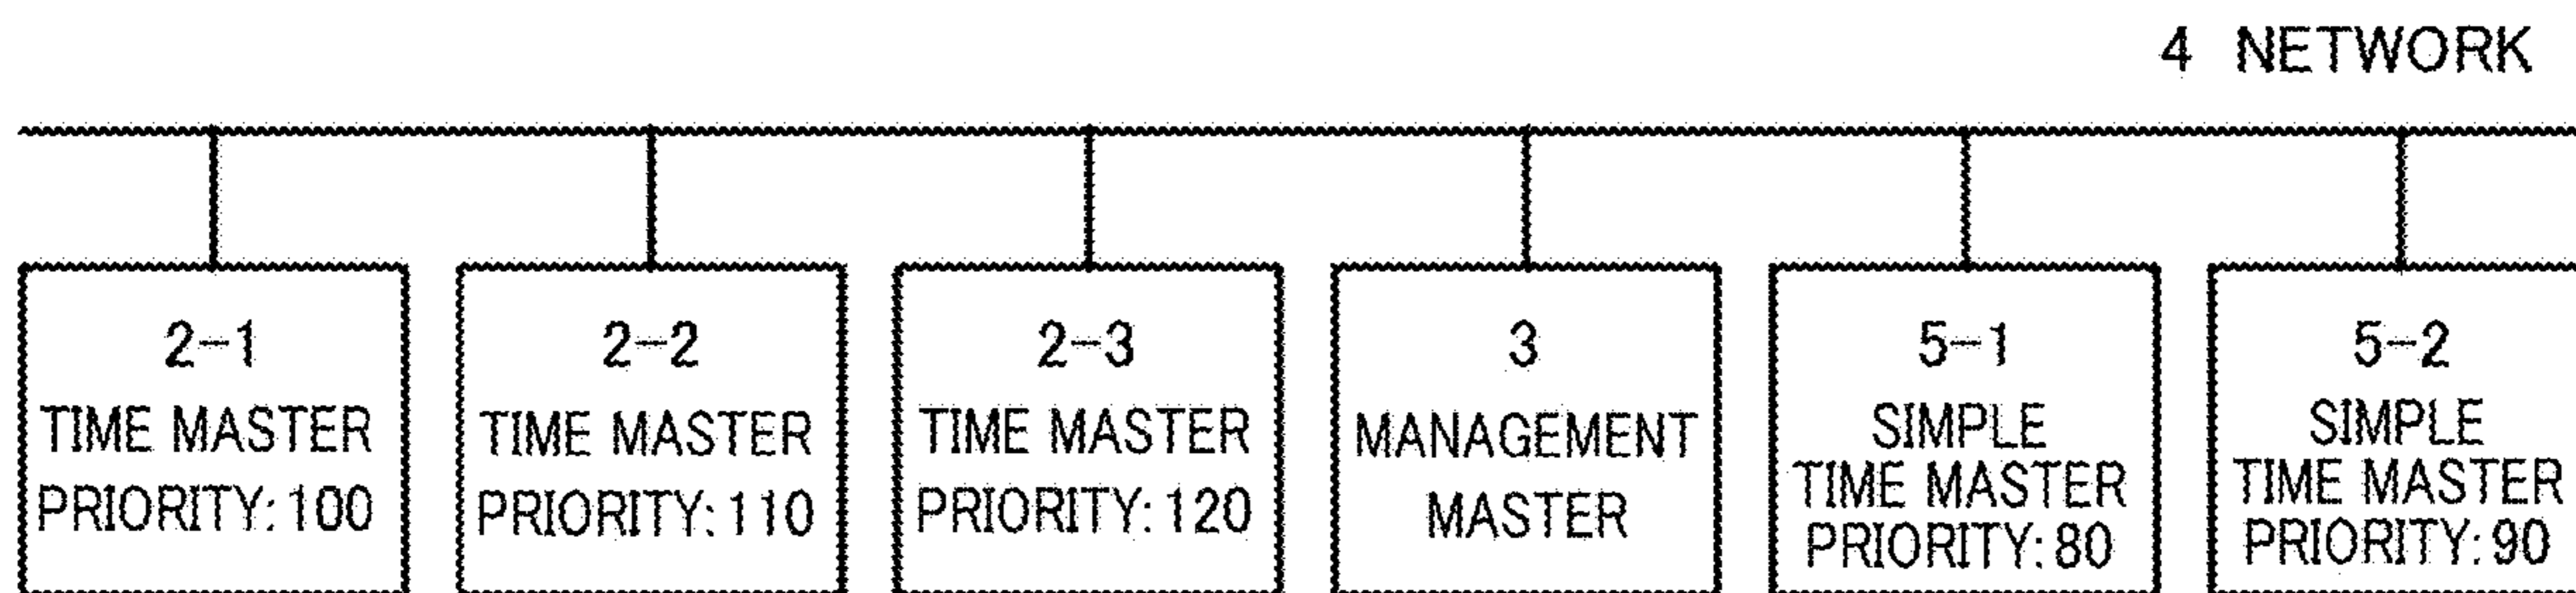 4 NETWORK
2-1
TIME MASTER
PRIORITY:100
2-2
TIME MASTER
PRIORITY:110
2-3
TIME MASTER
PRIORITY:120
3
MANAGEMENT
MASTER
5-1
SIMPLE
TIME MASTER
PRIORITY:80
5-2
SIMPLE
TIME MASTER
PRIORITY:90